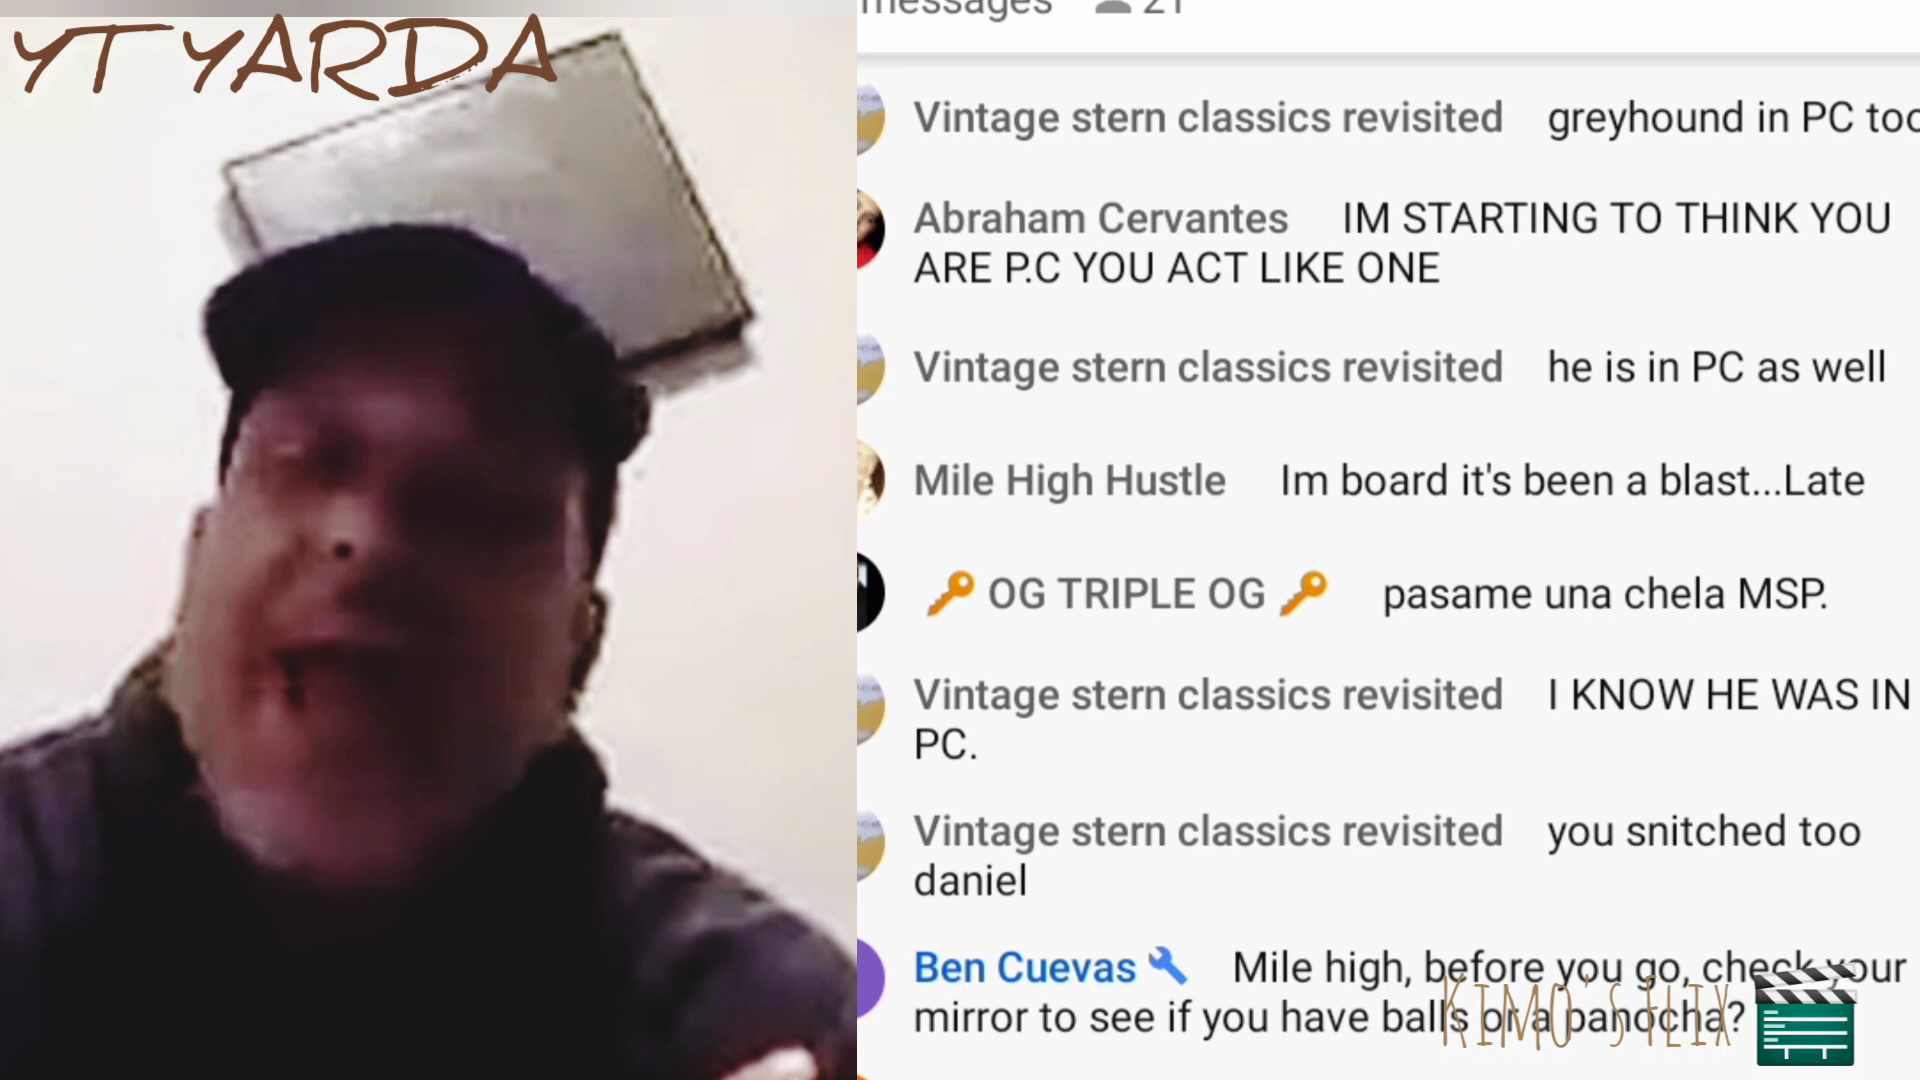 YT YARDA
messages 21
Vintage stern classics revisited greyhound in PC too
Abraham Cervantes IM STARTING TO THINK YOU
ARE P.C YOU ACT LIKE ONE
Vintage stern classics revisited he is in PC as well
Mile High Hustle Im board it's been a blast...Late
🔑 OG TRIPLE OG 🔑 pasame una chela MSP.
Vintage stern classics revisited I KNOW HE WAS IN
PC.
Vintage stern classics revisited you snitched too
daniel
Ben Cuevas 🔧 Mile high, before you go, check your
mirror to see if you have balls or a panocha?
KIMO'S FLIX